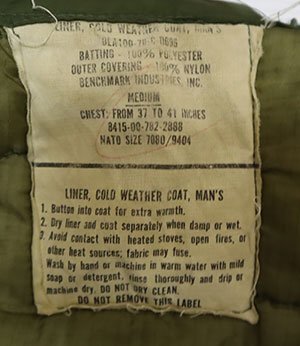 LINER, COLD WEATHER COAT, MAN'S
BATTING - 100% POLYESTER
OUTER COVERING - 100% NYLON
BENCHMARK INDUSTRIES INC.
MEDIUM
CHEST: FROM 37 TO 41 INCHES
8415-00-782-2888
NATO SIZE 7080/9404
LINER, COLD WEATHER COAT, MAN'S
1. Button into coat for extra warmth.
2. Dry liner and coat separately when damp or wet.
3. Avoid contact with heated stoves, open fires, or
other heat sources; fabric may fuse.
Wash by hand or machine in warm water with mild
soap or detergent, rinse thoroughly and drip or
machine dry. DO NOT DRY CLEAN.
DO NOT REMOVE THIS LABEL